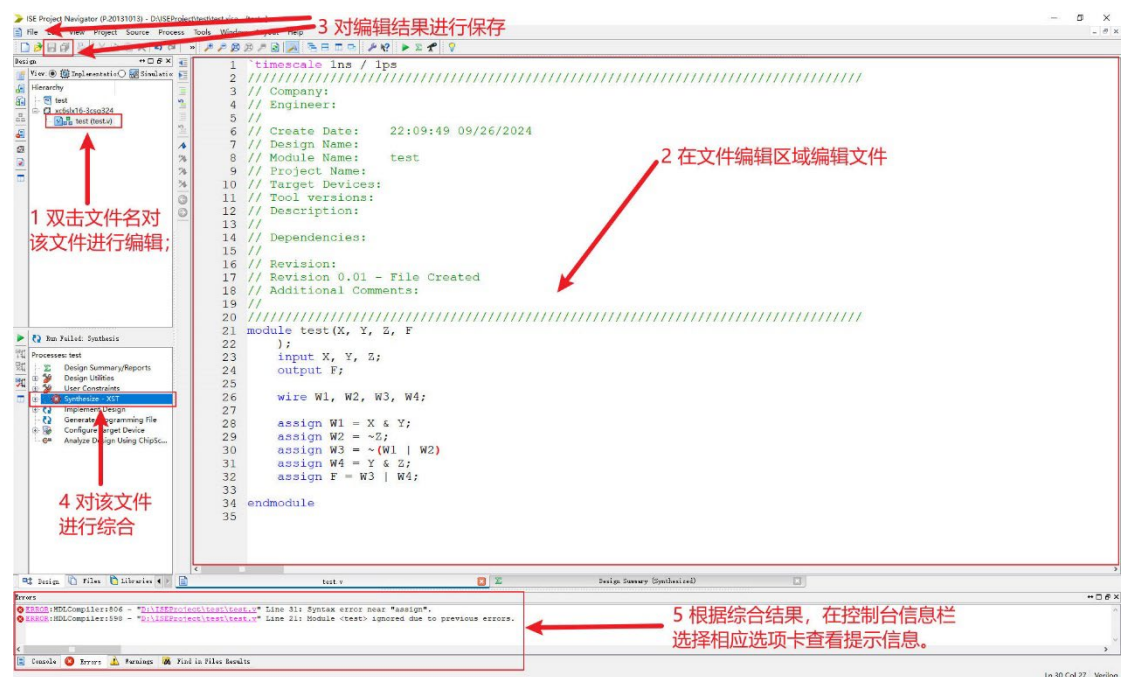 ISE Project Navigator (P.20131013) - D:\ISEProject\test\test.xise - [test.v]
File Edit View Project Source Process Tools Window Layout Help
3 对编辑结果进行保存
Design
View Implementation Simulation
Hierarchy
test
xc6slx16-3csg324
test (test.v)
1 双击文件名对
该文件进行编辑;
Run Failed: Synthesis
Processes: test
Design Summary/Reports
Design Utilities
User Constraints
Synthesize - XST
Implement Design
Generate Programming File
Configure Target Device
Analyze Design Using ChipSc...
4 对该文件
进行综合
Design Files Libraries
1 `timescale 1ns / 1ps
2 //////////////////////////////////////////////////////////////////////////////////
3 // Company:
4 // Engineer:
5 //
6 // Create Date: 22:09:49 09/26/2024
7 // Design Name:
8 // Module Name: test
9 // Project Name:
10 // Target Devices:
11 // Tool versions:
12 // Description:
13 //
14 // Dependencies:
15 //
16 // Revision:
17 // Revision 0.01 - File Created
18 // Additional Comments:
19 //
20 //////////////////////////////////////////////////////////////////////////////////
21 module test(X, Y, Z, F
22 );
23 input X, Y, Z;
24 output F;
25
26 wire W1, W2, W3, W4;
27
28 assign W1 = X & Y;
29 assign W2 = ~Z;
30 assign W3 = ~(W1 | W2)
31 assign W4 = Y & Z;
32 assign F = W3 | W4;
33
34 endmodule
35
2 在文件编辑区域编辑文件
test.v
Design Summary (Synthesized)
Errors
ERROR:HDLCompiler:806 - "D:\ISEProject\test\test.v" Line 31: Syntax error near "assign".
ERROR:HDLCompiler:598 - "D:\ISEProject\test\test.v" Line 21: Module <test> ignored due to previous errors.
5 根据综合结果，在控制台信息栏
选择相应选项卡查看提示信息。
Console Errors Warnings Find in Files Results
Ln 30 Col 27 Verilog